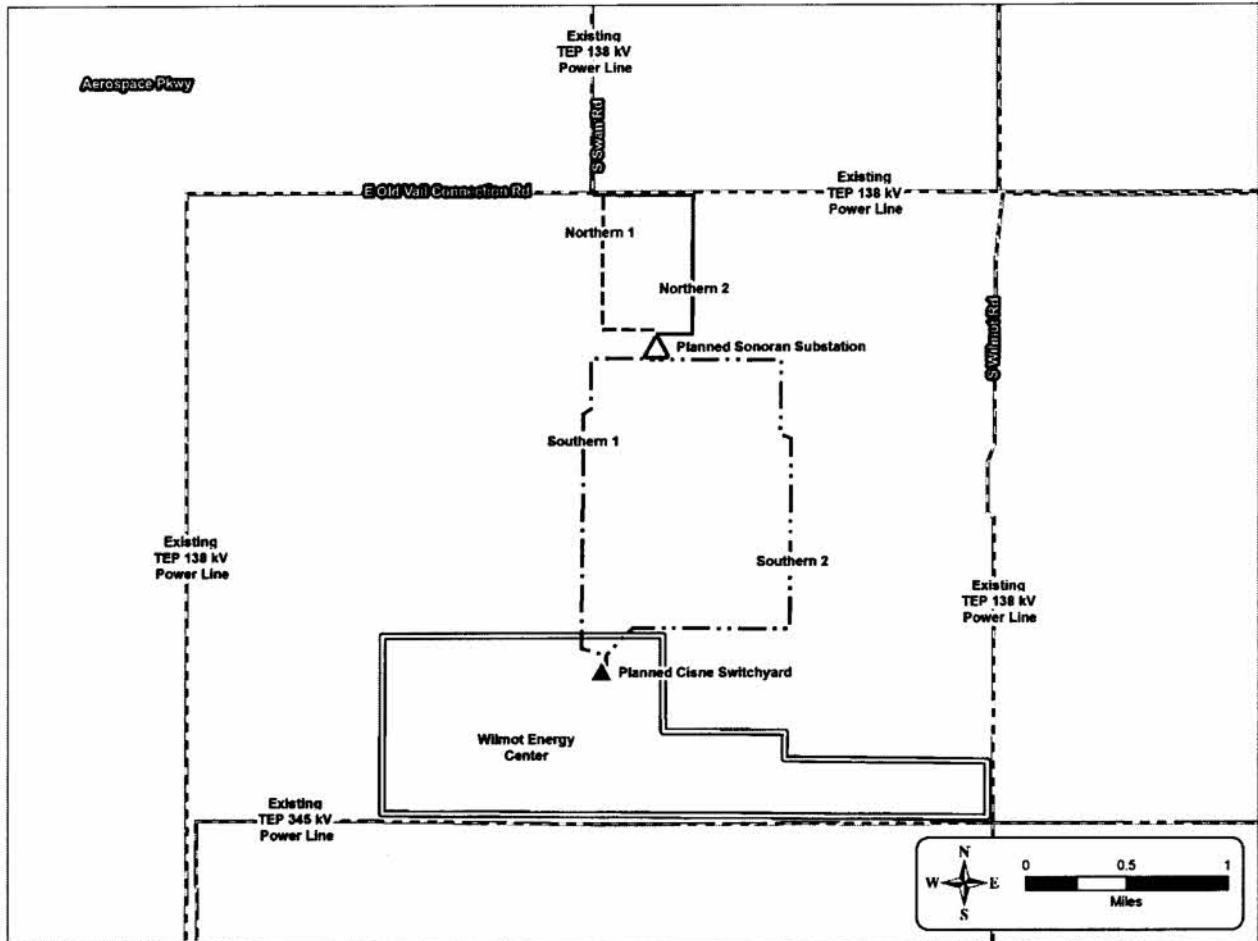 Existing
TEP 138 kV
Power Line
Aerospace Pkwy
S Swan Rd
E Old Vail Connection Rd
Existing
TEP 138 kV
Power Line
Northern 1
Northern 2
S Wilmot Rd
Planned Sonoran Substation
Southern 1
Existing
TEP 138 kV
Power Line
Southern 2
Existing
TEP 138 kV
Power Line
Planned Cisne Switchyard
Wilmot Energy
Center
Existing
TEP 345 kV
Power Line
N
W E
S
0 0.5 1
Miles